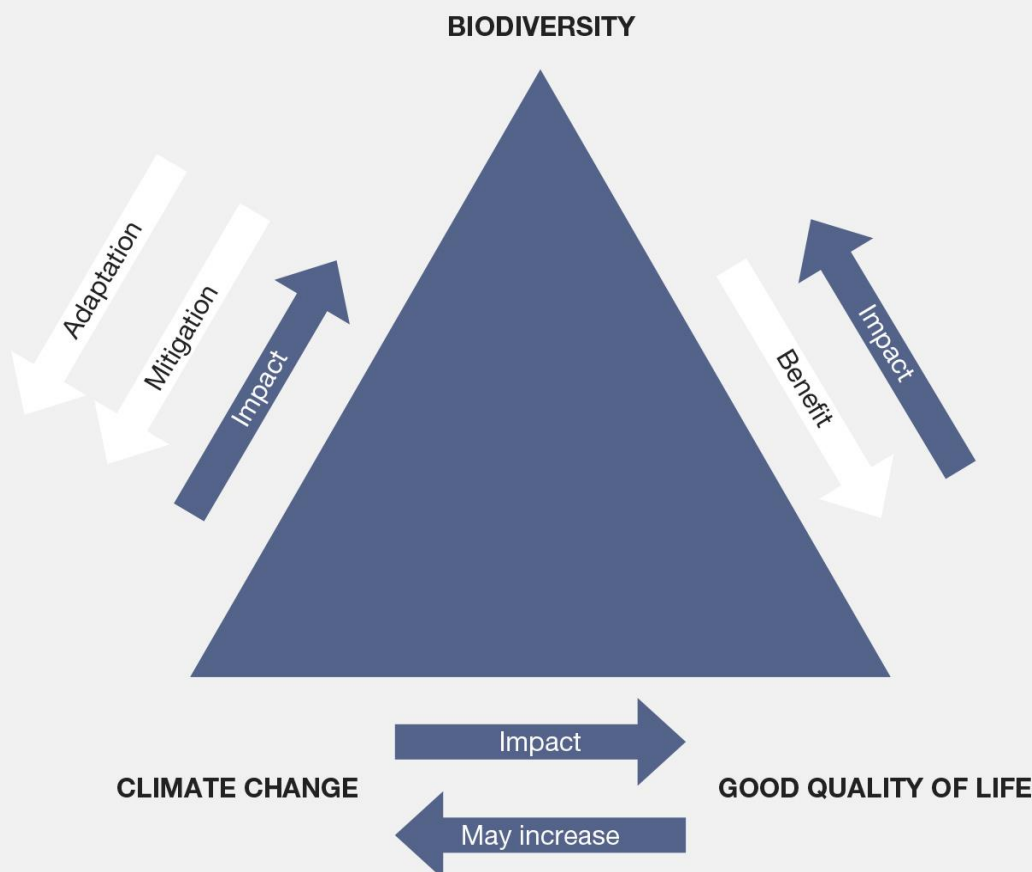 BIODIVERSITY
Adaptation
Mitigation
Impact
Benefit
Impact
Impact
CLIMATE CHANGE
GOOD QUALITY OF LIFE
May increase